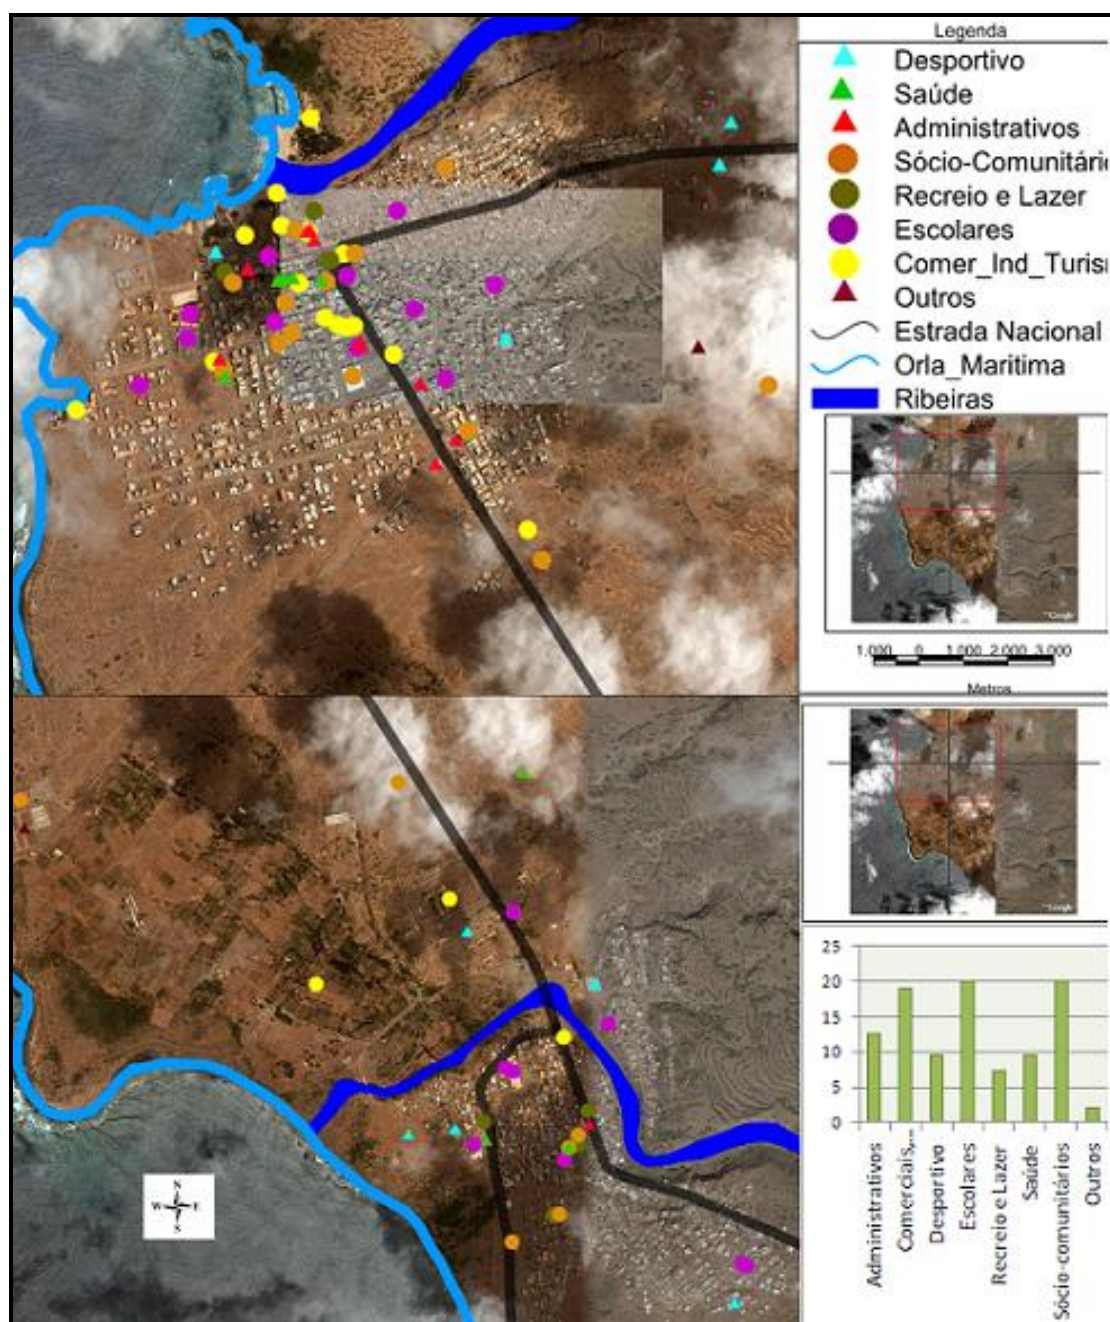 Legenda
Desportivo
Saúde
Administrativos
Sócio-Comunitário
Recreio e Lazer
Escolares
Comer_Ind_Turis
Outros
Estrada Nacional
Orla_Maritima
Ribeiras
1.000 0 1.000 2.000 3.000
Metros
N
W E
S
25
20
15
10
5
0
Administrativos
Comerciais,..
Desportivo
Escolares
Recreio e Lazer
Saúde
Sócio-comunitários
Outros